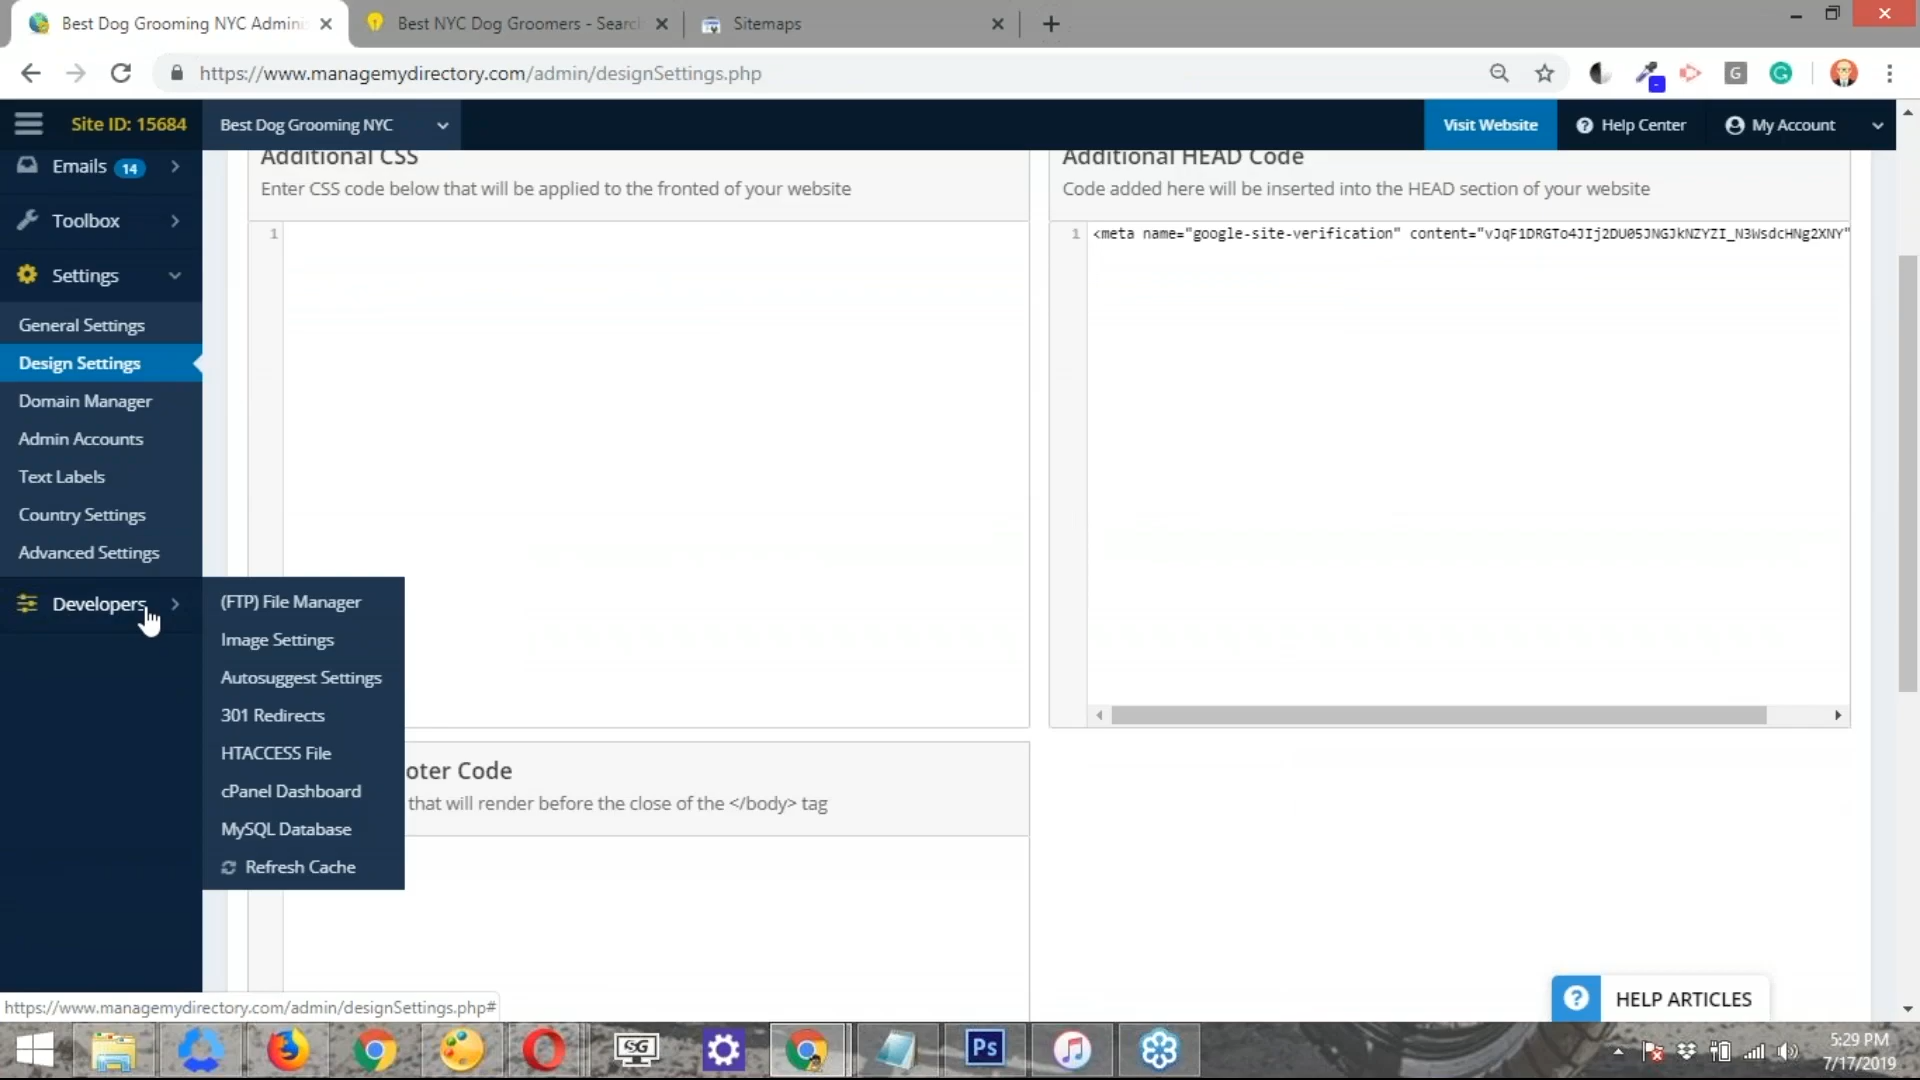 Best Dog Grooming NYC Admini
Best NYC Dog Groomers - Searc
Sitemaps
https://www.managemydirectory.com/admin/designSettings.php
Site ID: 15684
Best Dog Grooming NYC
Visit Website
Help Center
My Account
Emails 14
Toolbox
Settings
General Settings
Design Settings
Domain Manager
Admin Accounts
Text Labels
Country Settings
Advanced Settings
Developers
(FTP) File Manager
Image Settings
Autosuggest Settings
301 Redirects
HTACCESS File
cPanel Dashboard
MySQL Database
Refresh Cache
Additional CSS
Enter CSS code below that will be applied to the fronted of your website
1
Additional HEAD Code
Code added here will be inserted into the HEAD section of your website
1 <meta name="google-site-verification" content="vJqF1DRGTo4JIj2DU05JNGJkNZYZI_N3WsdcHNg2XNY"
oter Code
that will render before the close of the </body> tag
HELP ARTICLES
https://www.managemydirectory.com/admin/designSettings.php#
SG
Ps
5:29 PM
7/17/2019